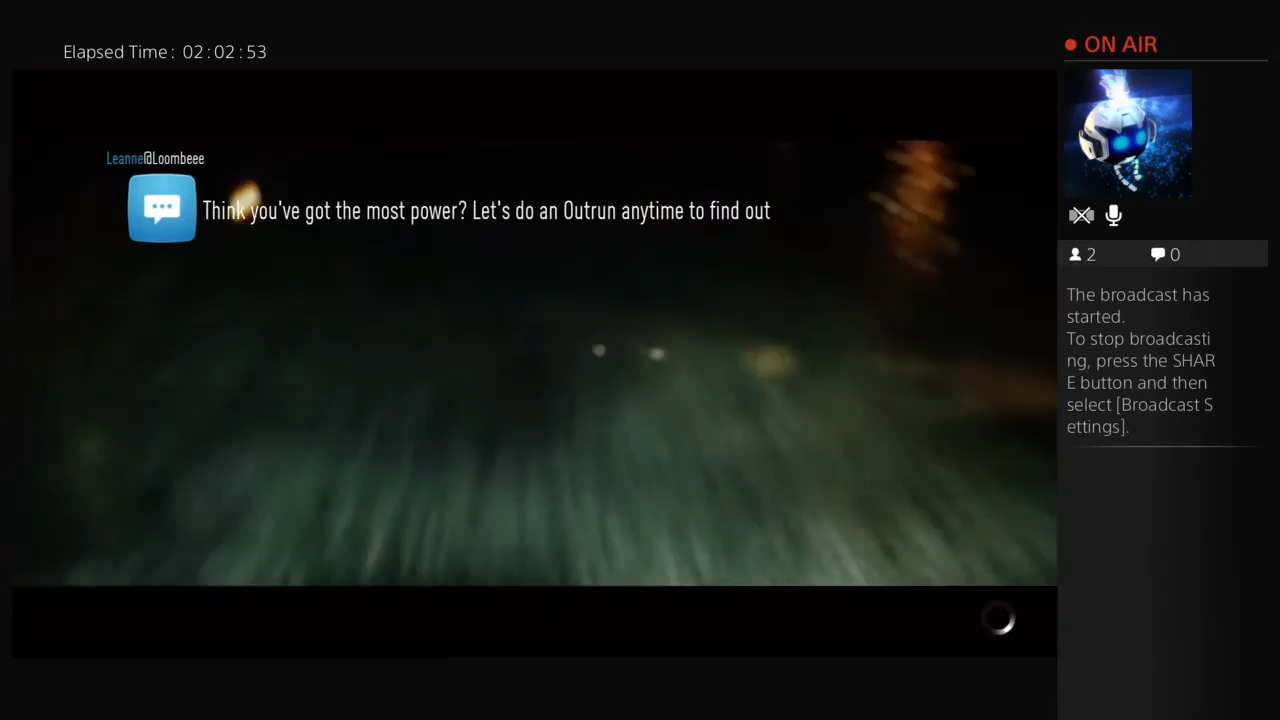 Elapsed Time: 02:02:53
ON AIR
Leanne@Loombeee
Think you've got the most power? Let's do an Outrun anytime to find out
2
0
The broadcast has
started.
To stop broadcasti
ng, press the SHAR
E button and then
select [Broadcast S
ettings].